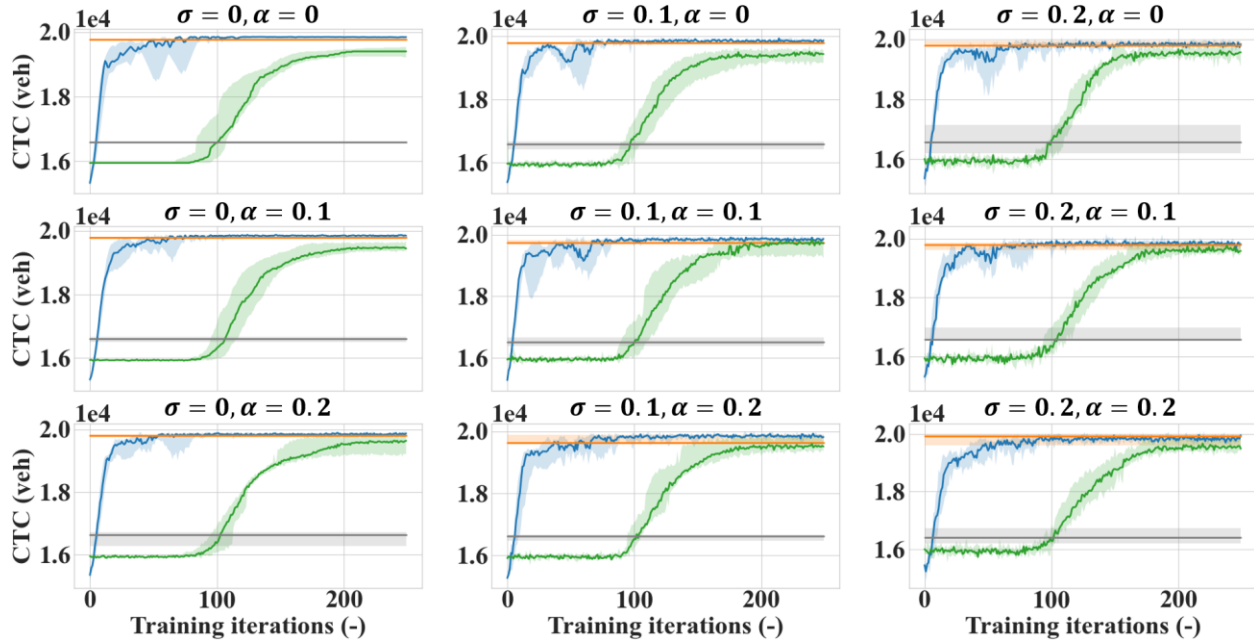 σ = 0, α = 0
1e4
2.0
1.8
1.6
CTC (veh)
σ = 0.1, α = 0
1e4
2.0
1.8
1.6
σ = 0.2, α = 0
1e4
2.0
1.8
1.6
σ = 0, α = 0.1
1e4
2.0
1.8
1.6
CTC (veh)
σ = 0.1, α = 0.1
1e4
2.0
1.8
1.6
σ = 0.2, α = 0.1
1e4
2.0
1.8
1.6
σ = 0, α = 0.2
1e4
2.0
1.8
1.6
CTC (veh)
0 100 200
Training iterations (-)
σ = 0.1, α = 0.2
1e4
2.0
1.8
1.6
0 100 200
Training iterations (-)
σ = 0.2, α = 0.2
1e4
2.0
1.8
1.6
0 100 200
Training iterations (-)